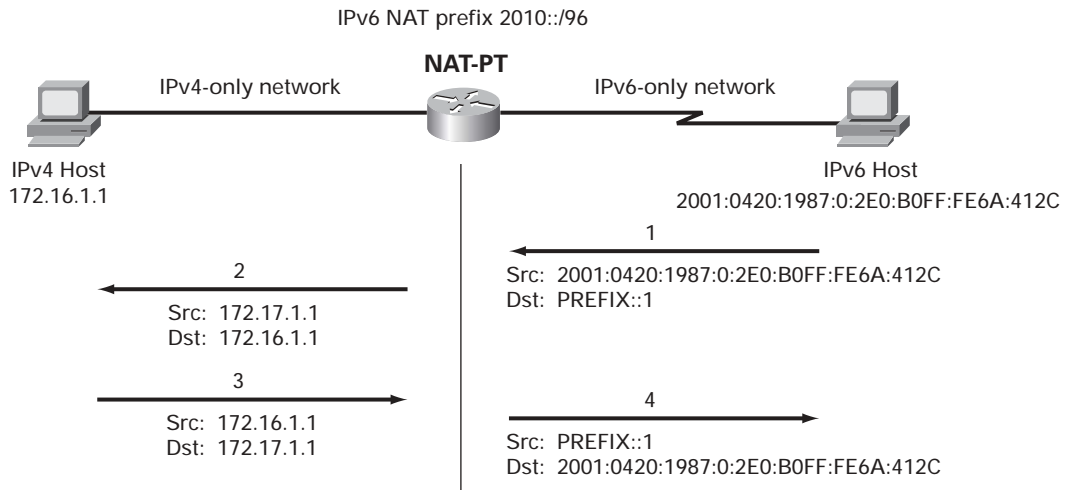 IPv6 NAT prefix 2010::/96
NAT-PT
IPv4-only network
IPv6-only network
IPv4 Host
172.16.1.1
IPv6 Host
2001:0420:1987:0:2E0:B0FF:FE6A:412C
1
Src: 2001:0420:1987:0:2E0:B0FF:FE6A:412C
Dst: PREFIX::1
2
Src: 172.17.1.1
Dst: 172.16.1.1
3
Src: 172.16.1.1
Dst: 172.17.1.1
4
Src: PREFIX::1
Dst: 2001:0420:1987:0:2E0:B0FF:FE6A:412C